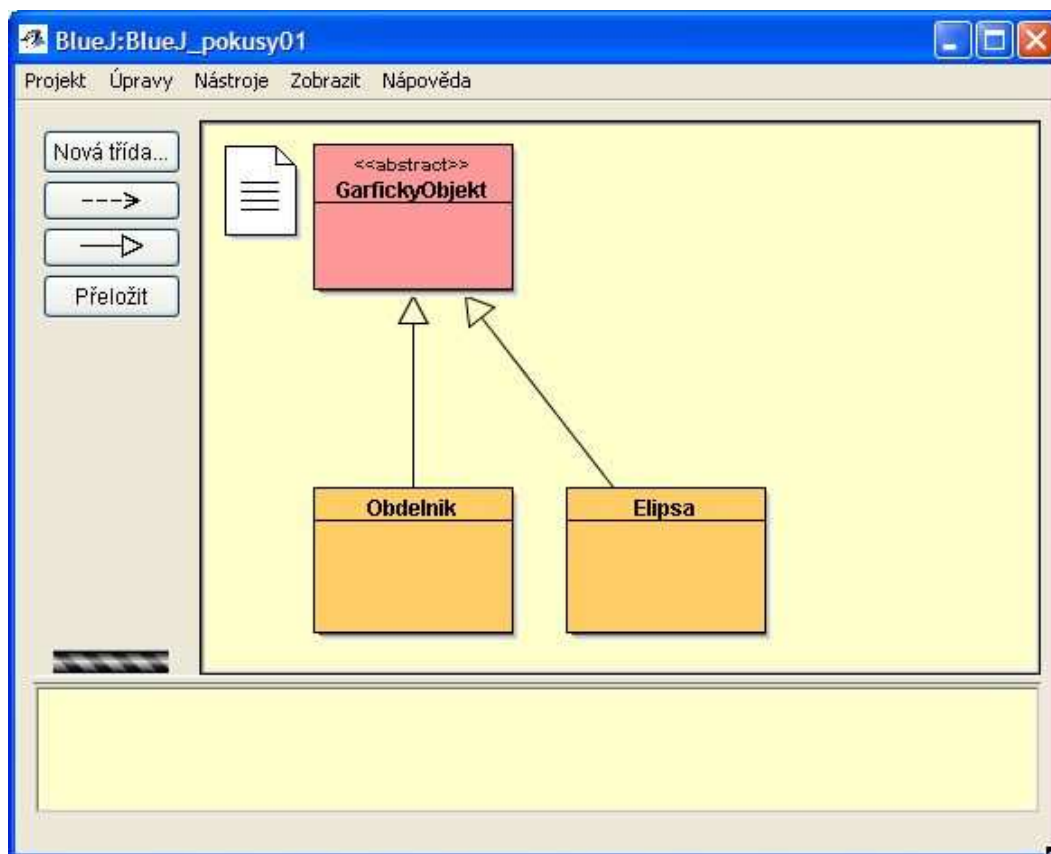 BlueJ:BlueJ_pokusy01
Projekt Úpravy Nástroje Zobrazit Nápověda
Nová třída...
Přeložit
<<abstract>>
GarfickyObjekt
Obdelnik
Elipsa